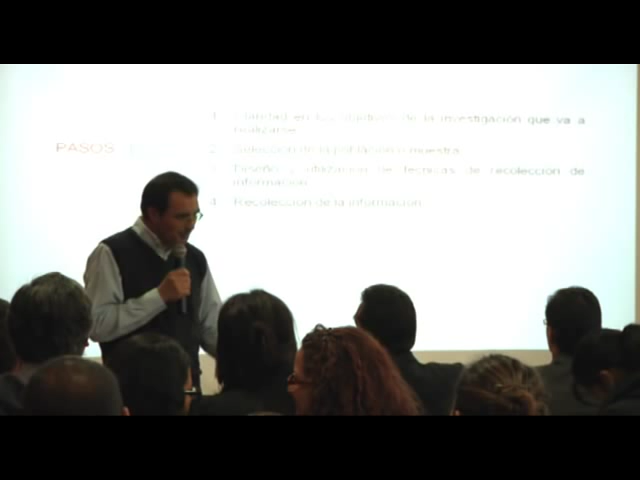 1. Claridad en los objetivos de la investigación que va a
realizarse.
PASOS
2. Selección de la población o muestra.
3. Diseño y utilización de técnicas de recolección de
información.
4. Recolección de la información.